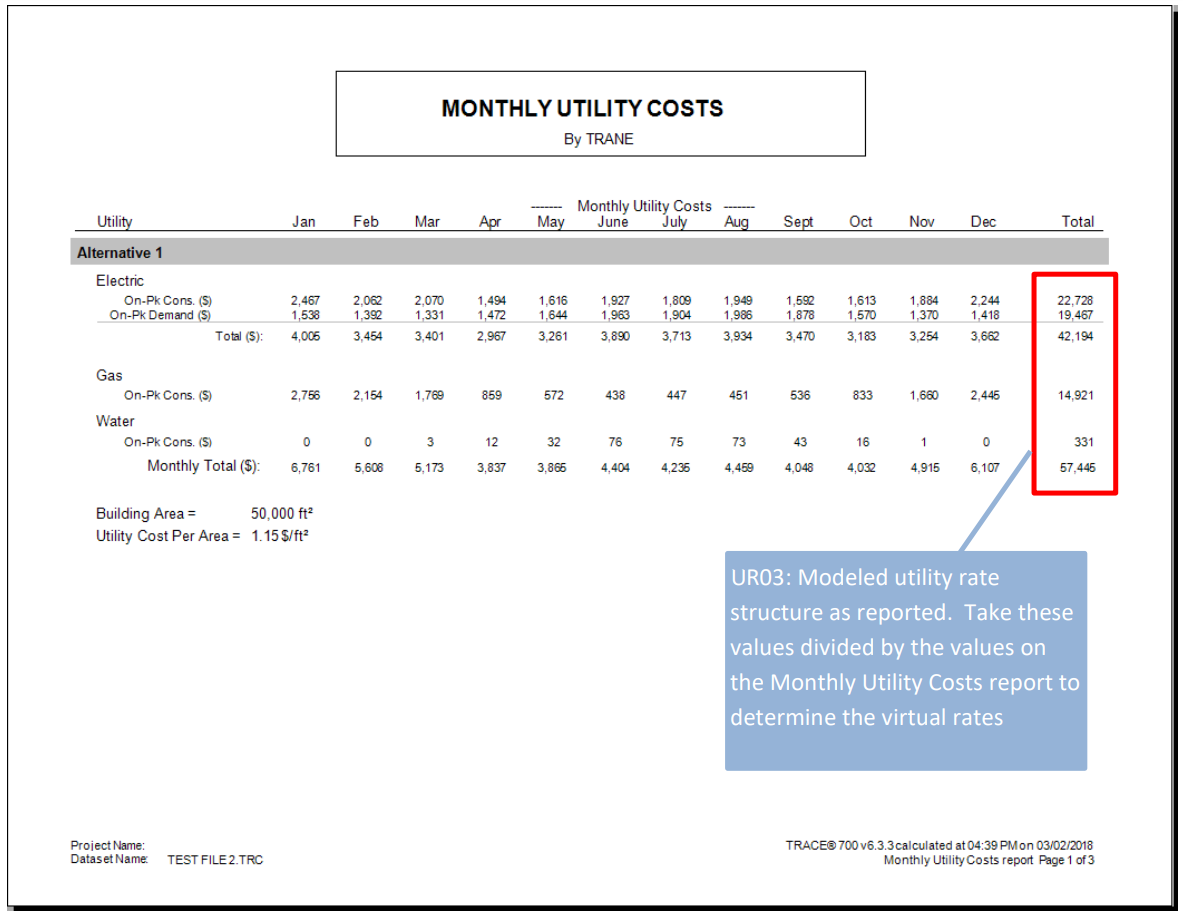 MONTHLY UTILITY COSTS
By TRANE
------- Monthly Utility Costs -------
Utility Jan Feb Mar Apr May June July Aug Sept Oct Nov Dec Total
Alternative 1
Electric
On-Pk Cons. ($) 2,467 2,062 2,070 1,494 1,616 1,927 1,809 1,949 1,592 1,613 1,884 2,244 22,728
On-Pk Demand ($) 1,538 1,392 1,331 1,472 1,644 1,963 1,904 1,986 1,878 1,570 1,370 1,418 19,467
Total ($): 4,005 3,454 3,401 2,967 3,261 3,890 3,713 3,934 3,470 3,183 3,254 3,662 42,194
Gas
On-Pk Cons. ($) 2,756 2,154 1,769 859 572 438 447 451 536 833 1,660 2,445 14,921
Water
On-Pk Cons. ($) 0 0 3 12 32 76 75 73 43 16 1 0 331
Monthly Total ($): 6,761 5,608 5,173 3,837 3,865 4,404 4,235 4,459 4,048 4,032 4,915 6,107 57,445
Building Area = 50,000 ft²
Utility Cost Per Area = 1.15 $/ft²
UR03: Modeled utility rate
structure as reported. Take these
values divided by the values on
the Monthly Utility Costs report to
determine the virtual rates
Project Name:
Dataset Name: TEST FILE 2.TRC
TRACE® 700 v6.3.3 calculated at 04:39 PM on 03/02/2018
Monthly Utility Costs report Page 1 of 3